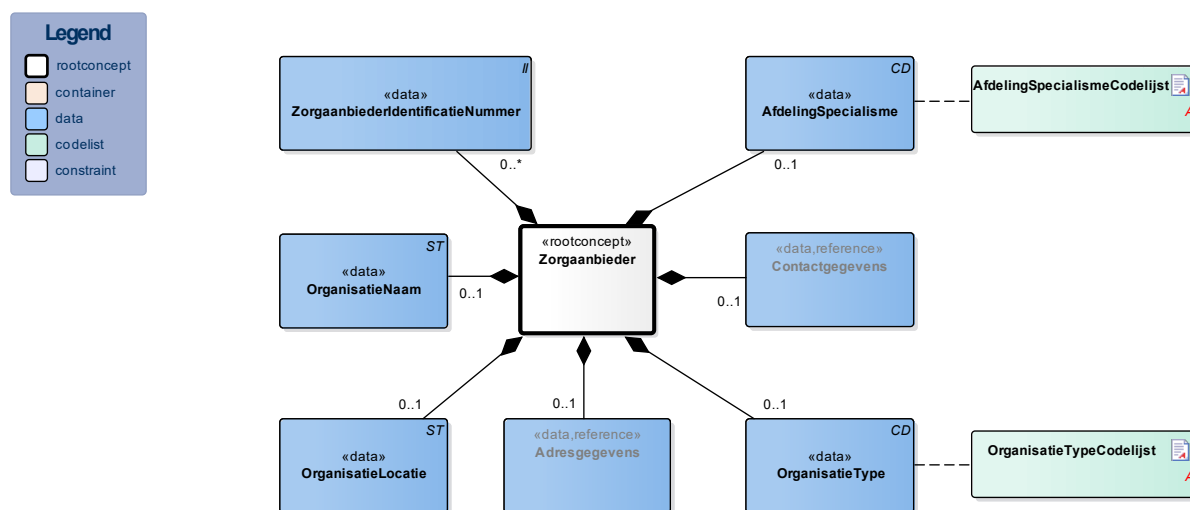 Legend
rootconcept
container
data
codelist
constraint
II
«data»
ZorgaanbiederIdentificatieNummer
0..*
CD
«data»
AfdelingSpecialisme
0..1
AfdelingSpecialismeCodelijst
A
ST
«data»
OrganisatieNaam
0..1
«rootconcept»
Zorgaanbieder
«data,reference»
Contactgegevens
0..1
0..1
ST
«data»
OrganisatieLocatie
0..1
«data,reference»
Adresgegevens
0..1
CD
«data»
OrganisatieType
OrganisatieTypeCodelijst
A